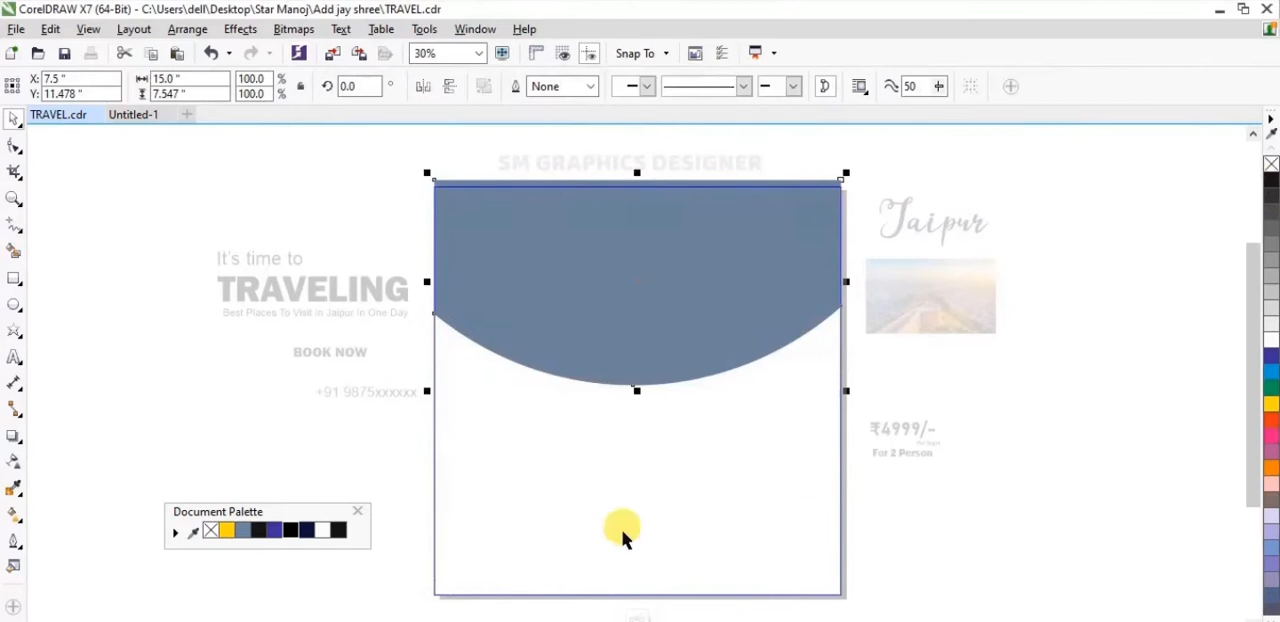 CorelDRAW X7 (64-Bit) - C:\Users\dell\Desktop\Star Manoj\Add jay shree\TRAVEL.cdr
File Edit View Layout Arrange Effects Bitmaps Text Table Tools Window Help
30% Snap To
X: 7.5 " 15.0 " 100.0 % 0.0 ° None 50
Y: 11.478 " 7.547 " 100.0 %
TRAVEL.cdr Untitled-1
SM GRAPHICS DESIGNER
Jaipur
It's time to
TRAVELING
Best Places To Visit in Jaipur in One Day
BOOK NOW
+91 9875xxxxxx
₹4999/-
For 2 Person
Document Palette